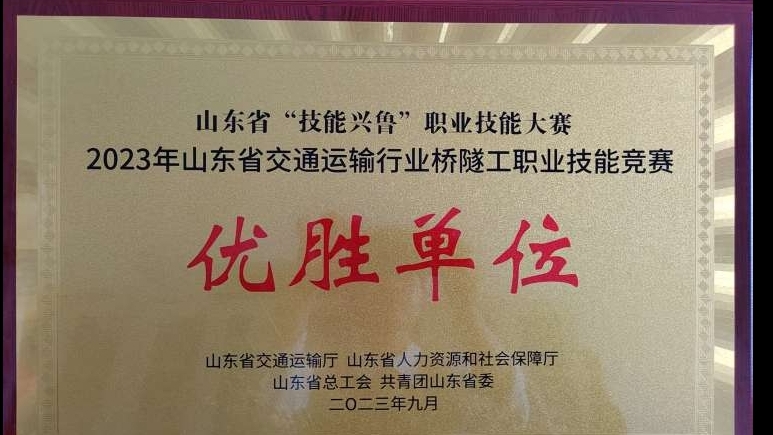 山东省“技能兴鲁”职业技能大赛
2023年山东省交通运输行业桥隧工职业技能竞赛
优胜单位
山东省交通运输厅 山东省人力资源和社会保障厅
山东省总工会 共青团山东省委
二〇二三年九月